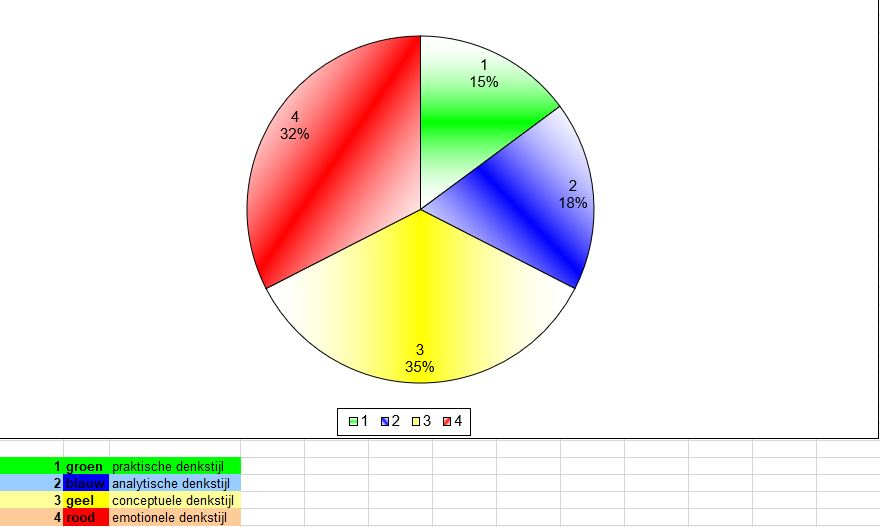 1
15%
4
32%
2
18%
3
35%
1 2 3 4
1 groen praktische denkstijl
2 blauw analytische denkstijl
3 geel conceptuele denkstijl
4 rood emotionele denkstijl